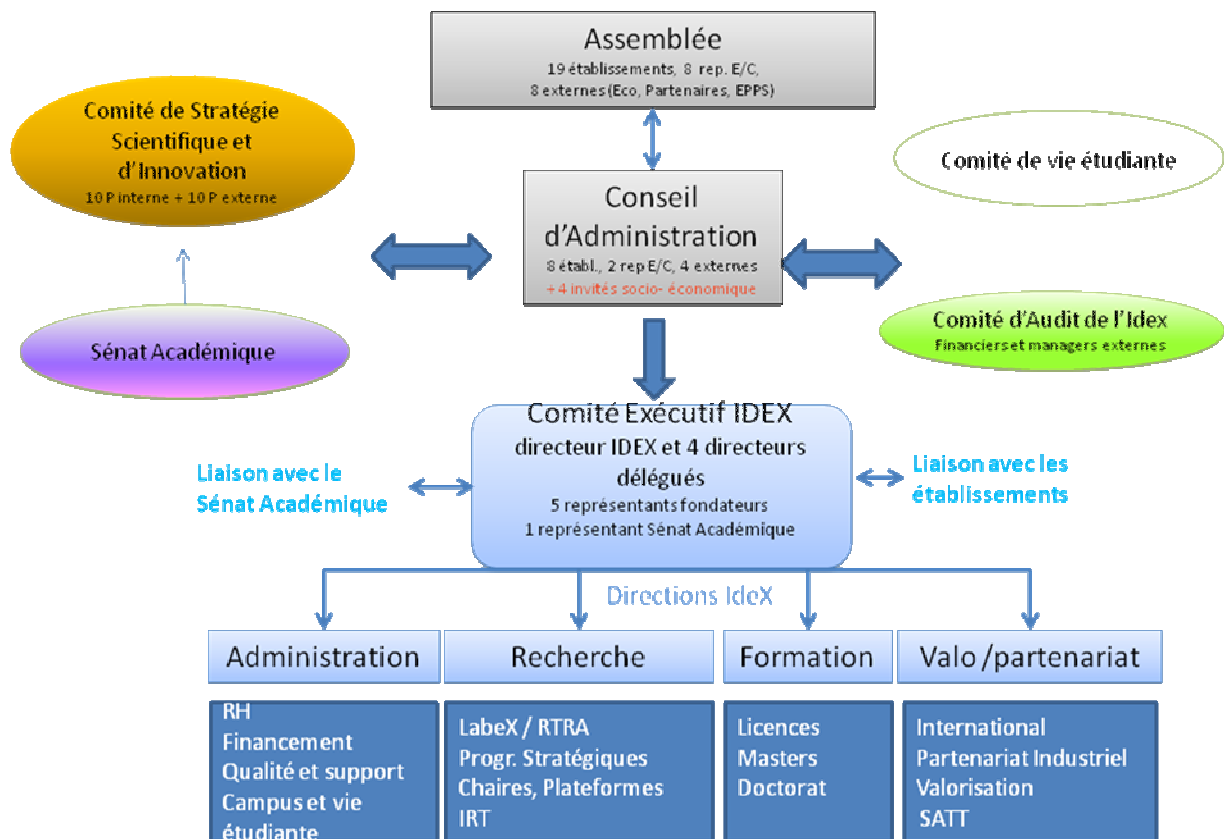 Assemblée
19 établissements, 8 rep. E/C,
8 externes (Eco, Partenaires, EPPS)
Comité de Stratégie
Scientifique et
d'Innovation
10 P interne + 10 P externe
Comité de vie étudiante
Conseil
d'Administration
8 établ., 2 rep E/C, 4 externes
+4 invités socio- économique
Sénat Académique
Comité d'Audit de l'Idex
Financiers et managers externes
Comité Exécutif IDEX
directeur IDEX et 4 directeurs
délégués
5 représentants fondateurs
1 représentant Sénat Académique
Liaison avec le
Sénat Académique
Liaison avec les
établissements
Directions IdeX
Administration
Recherche
Formation
Valo /partenariat
RH
Financement
Qualité et support
Campus et vie
étudiante
LabeX / RTRA
Progr. Stratégiques
Chaires, Plateformes
IRT
Licences
Masters
Doctorat
International
Partenariat Industriel
Valorisation
SATT